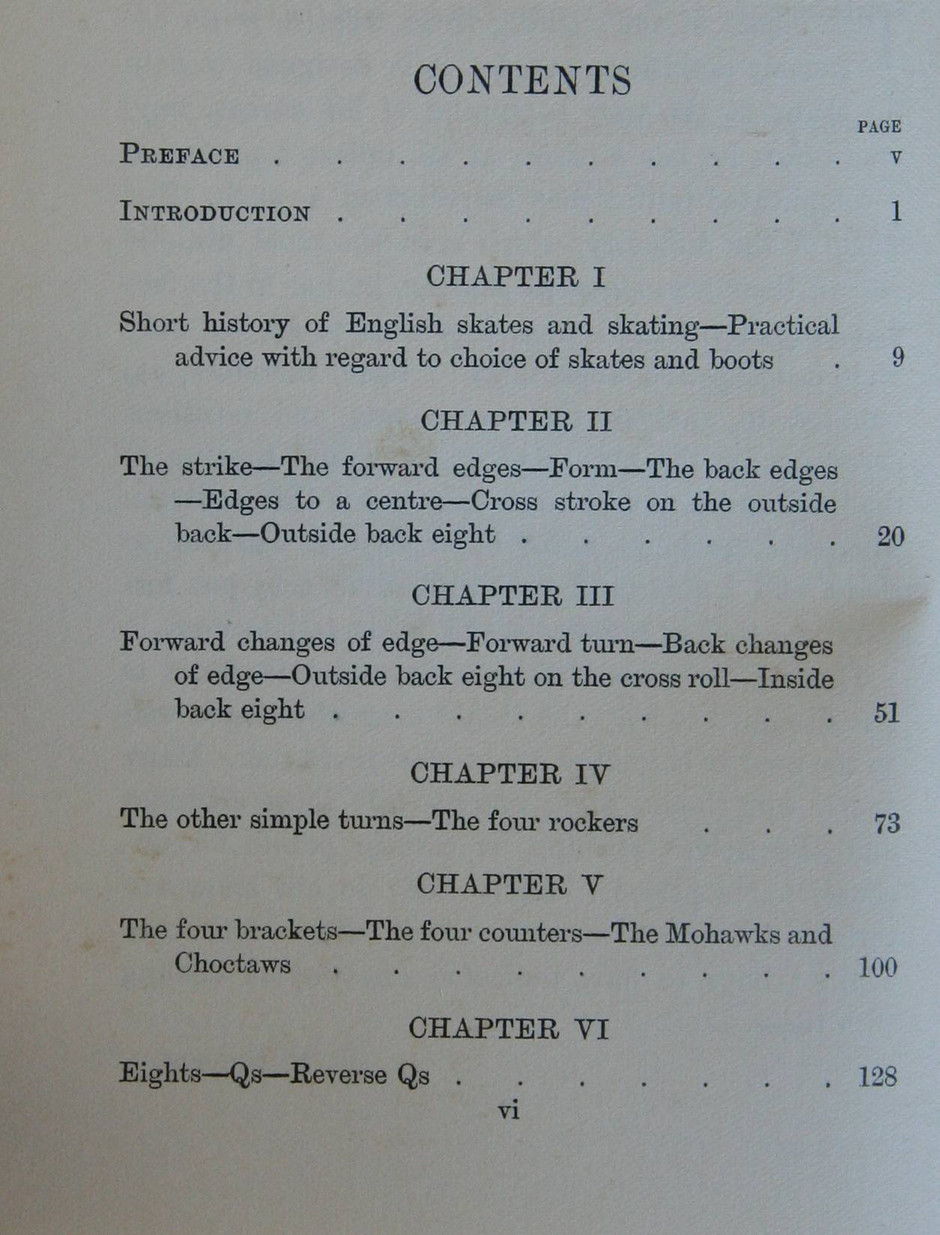 CONTENTS
PAGE
PREFACE . . . . . . . . . . v
INTRODUCTION . . . . . . . . . 1
CHAPTER I
Short history of English skates and skating—Practical
advice with regard to choice of skates and boots . 9
CHAPTER II
The strike—The forward edges—Form—The back edges
—Edges to a centre—Cross stroke on the outside
back—Outside back eight . . . . . . 20
CHAPTER III
Forward changes of edge—Forward turn—Back changes
of edge—Outside back eight on the cross roll—Inside
back eight . . . . . . . . . 51
CHAPTER IV
The other simple turns—The four rockers . . . 73
CHAPTER V
The four brackets—The four counters—The Mohawks and
Choctaws . . . . . . . . . 100
CHAPTER VI
Eights—Qs—Reverse Qs . . . . . . . 128
vi